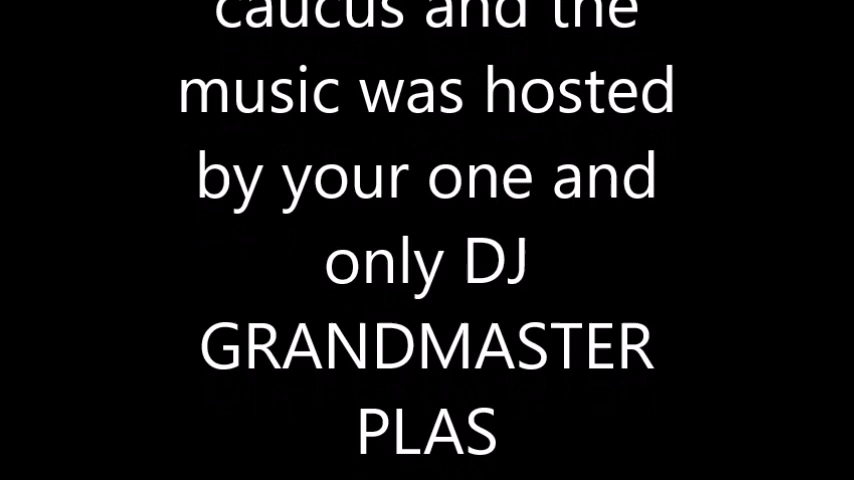 caucus and the
music was hosted
by your one and
only DJ
GRANDMASTER
PLAS